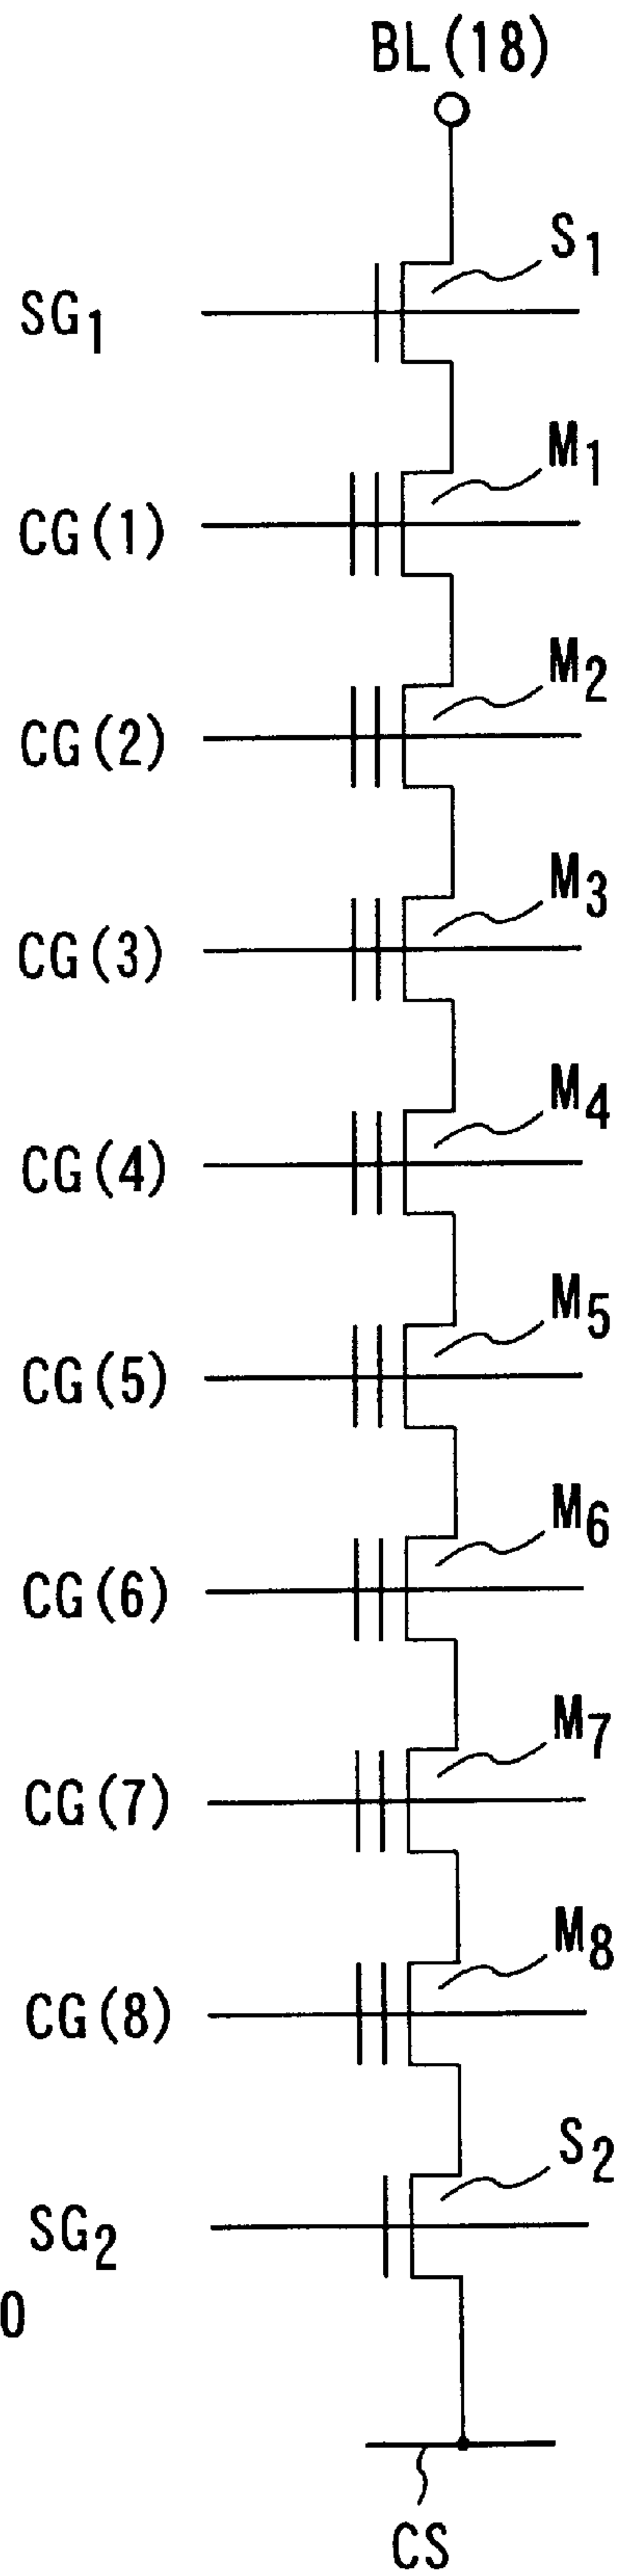 BL(18)
S1
SG1
M1
CG(1)
M2
CG(2)
M3
CG(3)
M4
CG(4)
M5
CG(5)
M6
CG(6)
M7
CG(7)
M8
CG(8)
S2
SG2
0
CS